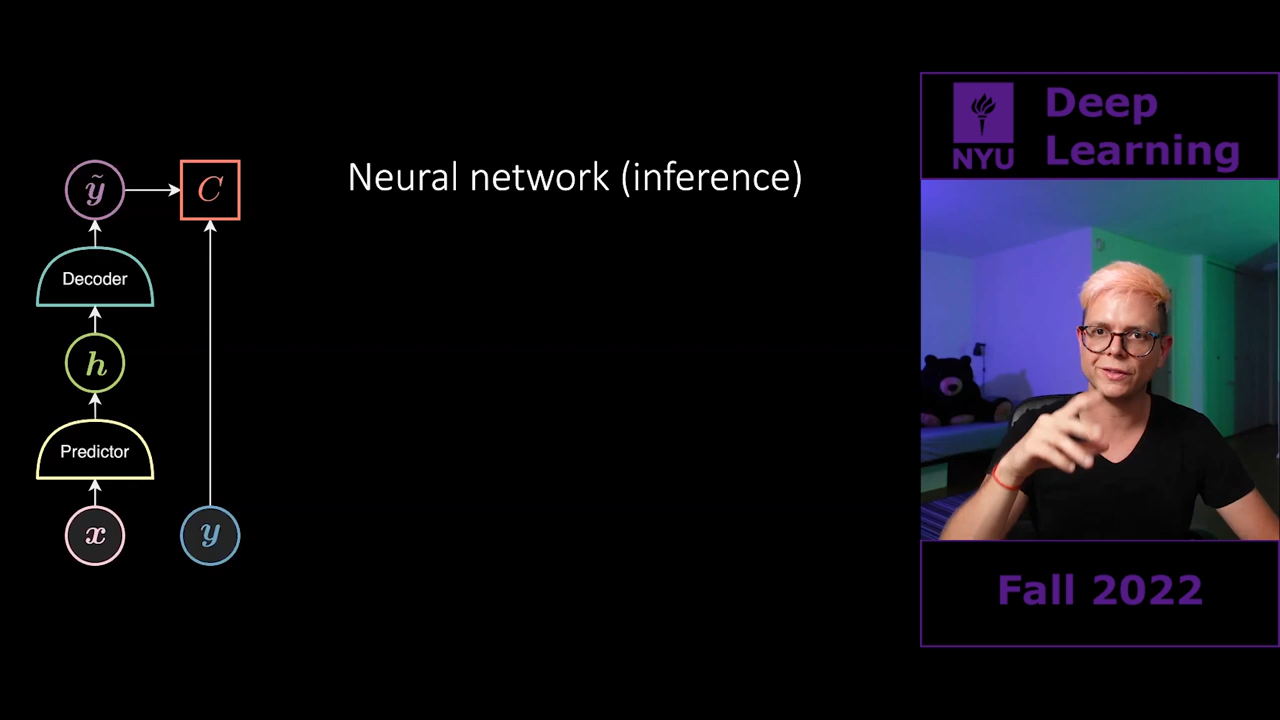 Neural network (inference)
ỹ
C
Decoder
h
Predictor
x
y
NYU
Deep
Learning
Fall 2022